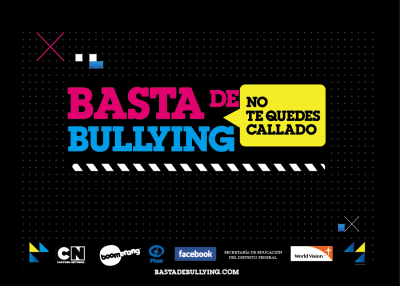 BASTA DE
BULLYING
NO
TE QUEDES
CALLADO
CN
CARTOON NETWORK
boomerang
Plan
facebook
SECRETARÍA DE EDUCACIÓN
DEL DISTRITO FEDERAL
World Vision
BASTADEBULLYING.COM